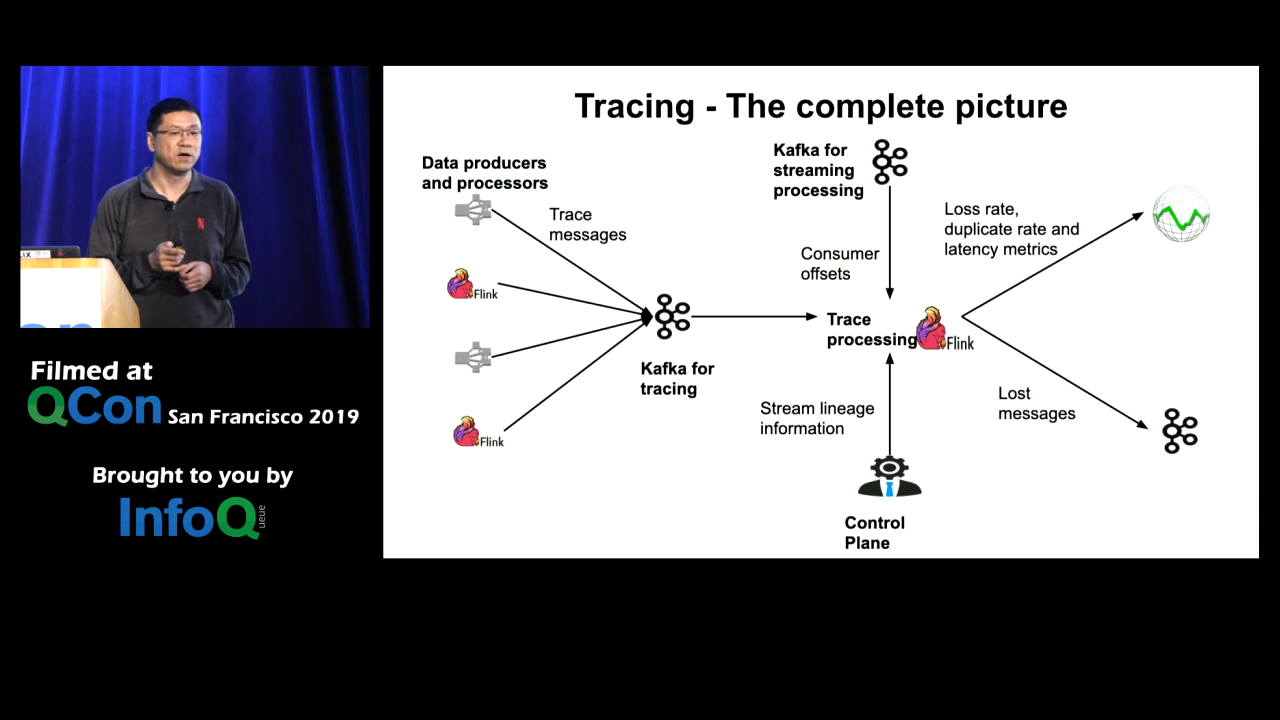 Tracing - The complete picture
Data producers
and processors
Trace
messages
Flink
Flink
Kafka for
tracing
Kafka for
streaming
processing
Consumer
offsets
Trace
processing
Flink
Stream lineage
information
Control
Plane
Loss rate,
duplicate rate and
latency metrics
Lost
messages
LIX
N
Filmed at
QCon San Francisco 2019
Brought to you by
InfoQ
ueue